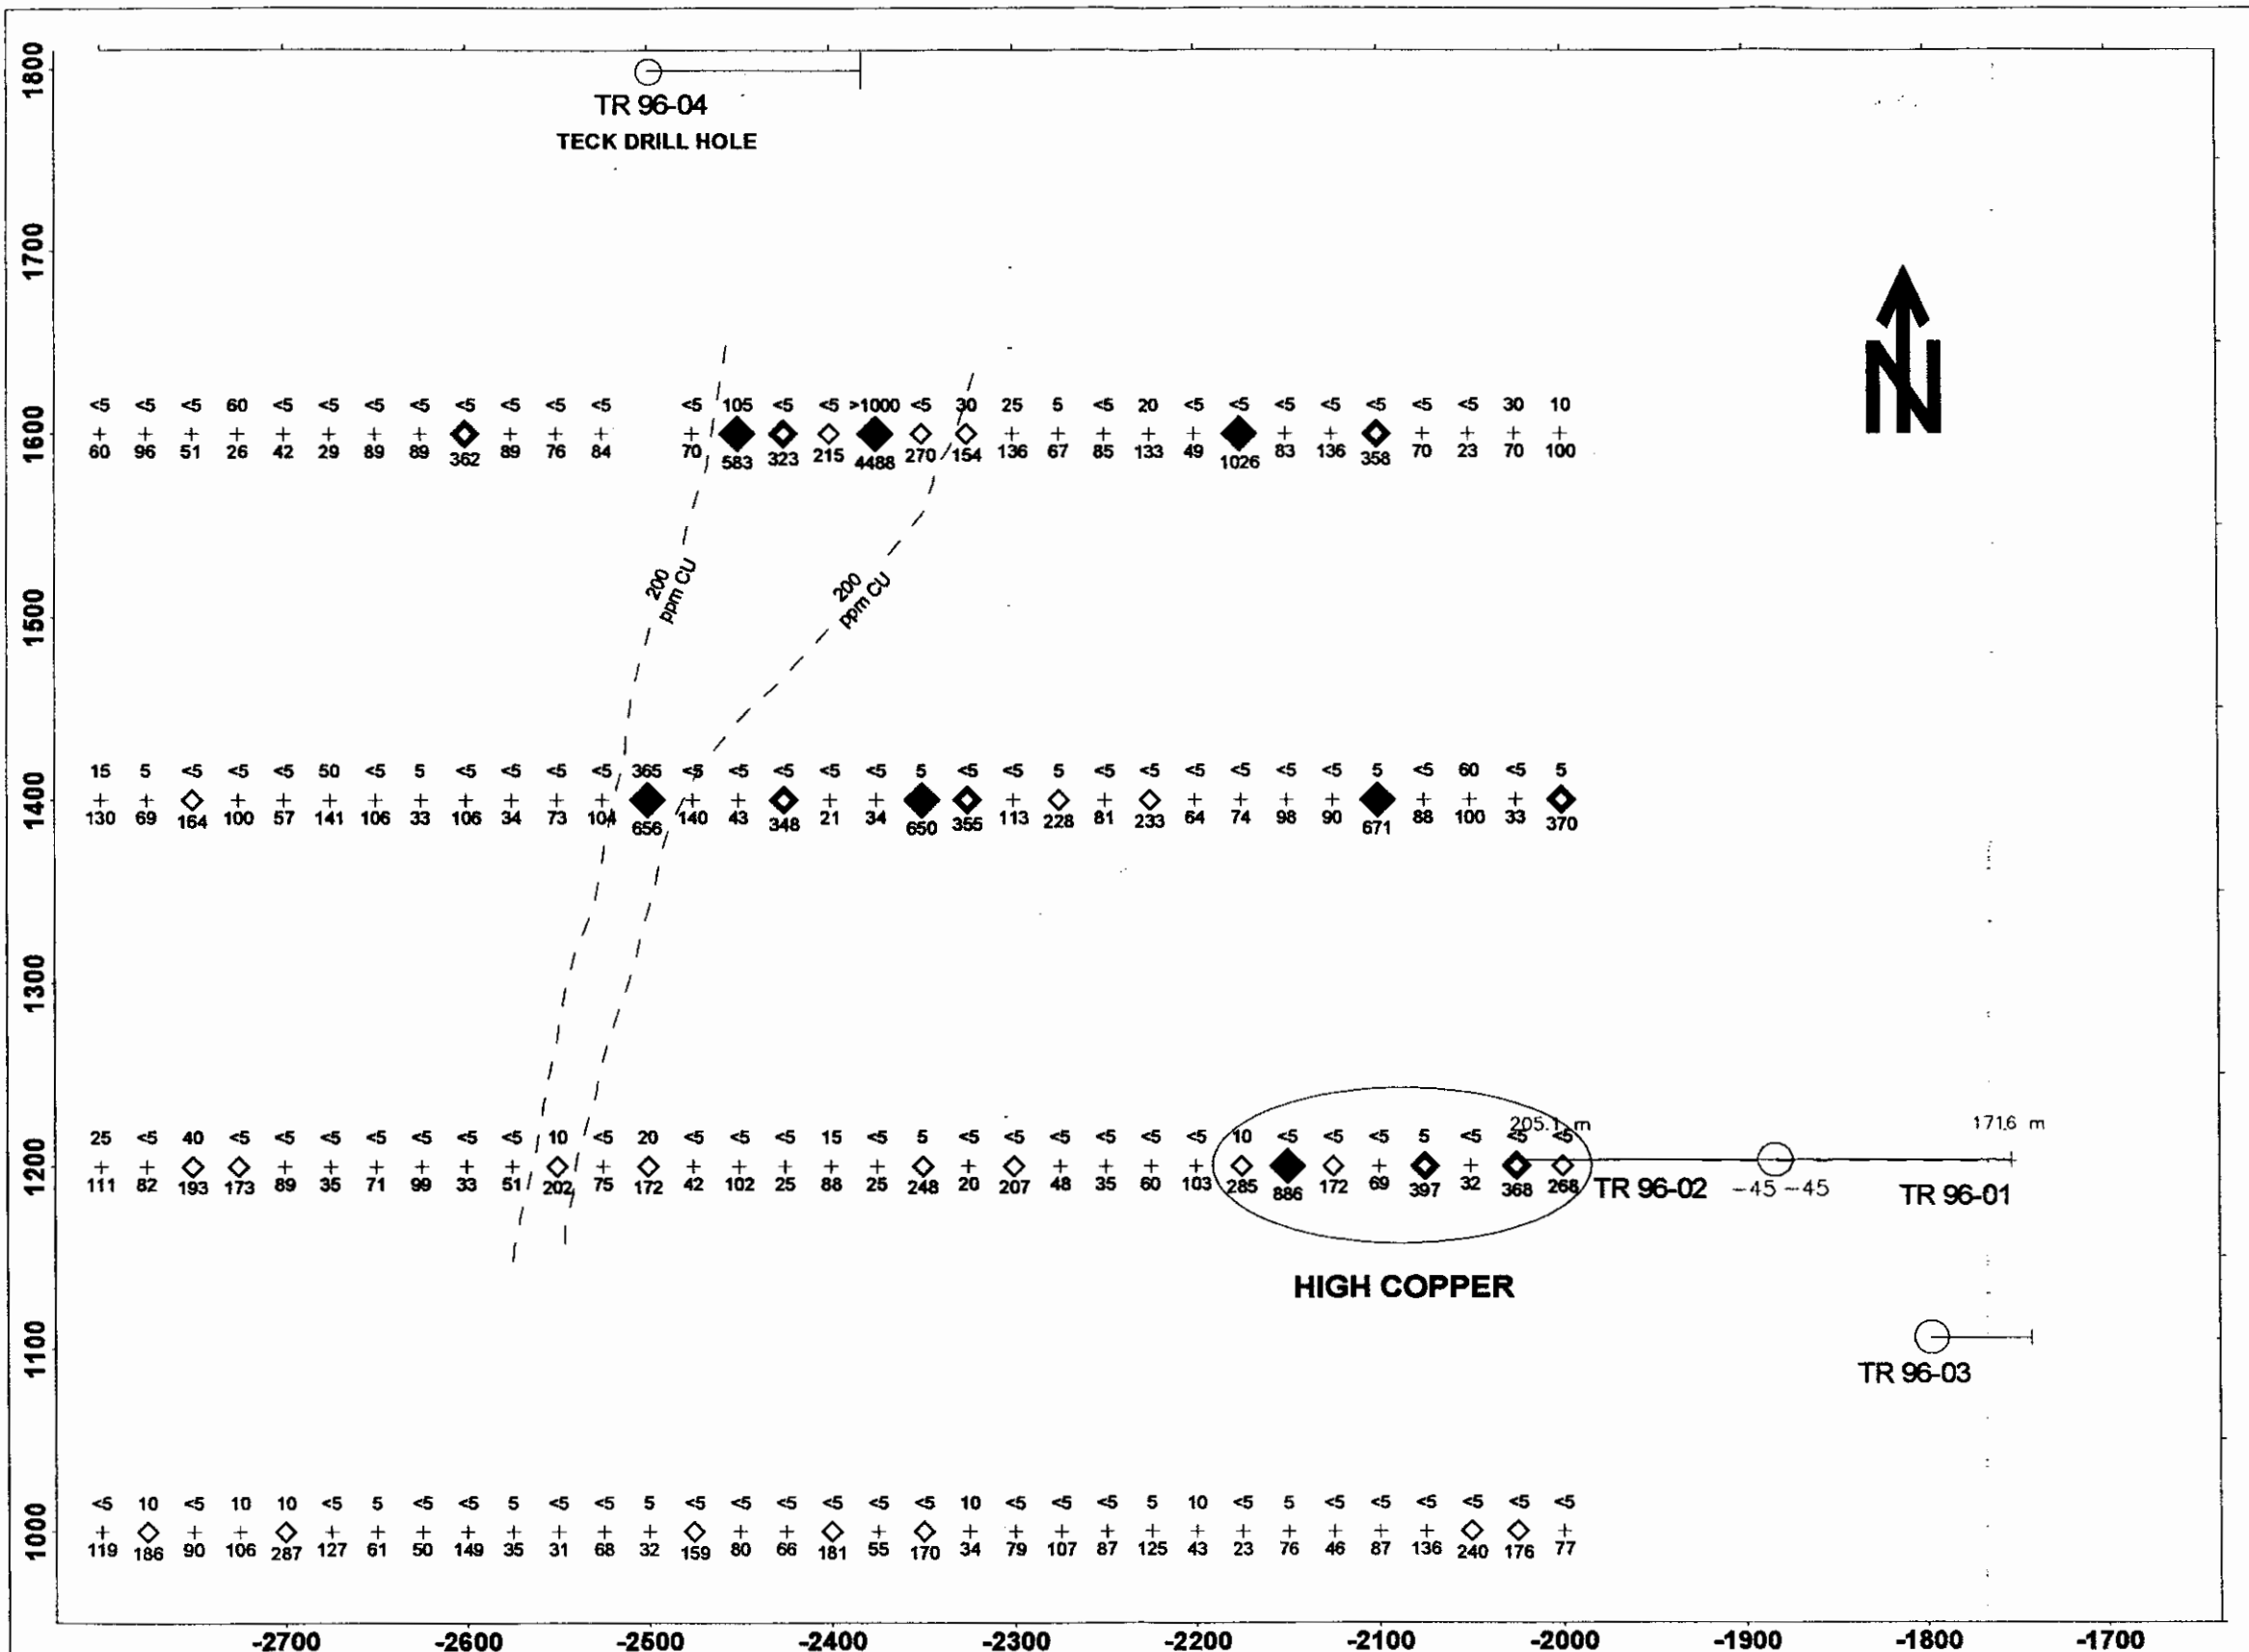 1800
TR 96-04
TECK DRILL HOLE
1700
N
<5 <5 <5 60 <5 <5 <5 <5 <5 <5 <5 <5 <5 105 <5 <5 >1000 <5 30 25 5 <5 20 <5 <5 <5 <5 <5 <5 <5 30 10
1600
60 96 51 26 42 29 89 89 362 89 76 84 70 583 323 215 4488 270 154 136 67 85 133 49 1026 83 136 358 70 23 70 100
200
ppm CU
200
ppm CU
1500
15 5 <5 <5 <5 50 <5 5 <5 <5 <5 <5 365 <5 <5 <5 <5 <5 5 <5 <5 5 <5 <5 <5 <5 <5 <5 5 <5 60 <5 5
1400
130 69 164 100 57 141 106 33 106 34 73 104 656 140 43 348 21 34 650 355 113 228 81 233 64 74 98 90 671 88 100 33 370
1300
205.1 m
171.6 m
25 <5 40 <5 <5 <5 <5 <5 <5 <5 10 <5 20 <5 <5 <5 15 <5 5 <5 <5 <5 <5 <5 <5 10 <5 <5 <5 5 <5 <5 <5
1200
111 82 193 173 89 35 71 99 33 51 202 75 172 42 102 25 88 25 248 20 207 48 35 60 103 285 886 172 69 397 32 368 268
TR 96-02
-45 -45
TR 96-01
HIGH COPPER
1100
TR 96-03
<5 10 <5 10 10 <5 5 <5 <5 5 <5 <5 5 <5 <5 <5 <5 <5 <5 10 <5 <5 <5 5 10 <5 5 <5 <5 <5 <5 <5 <5
1000
119 186 90 106 287 127 61 50 149 35 31 68 32 159 80 66 181 55 170 34 79 107 87 125 43 23 76 46 87 136 240 176 77
-2700 -2600 -2500 -2400 -2300 -2200 -2100 -2000 -1900 -1800 -1700